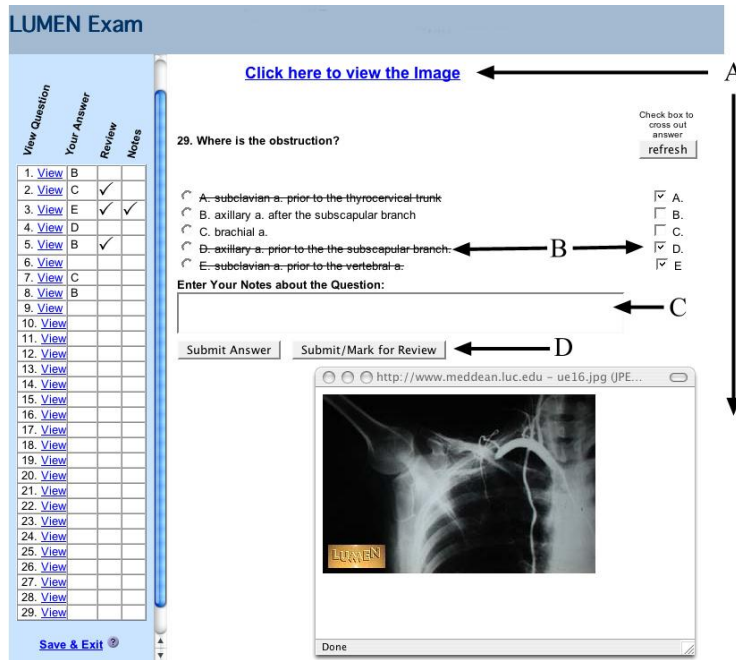 LUMEN Exam
Click here to view the Image
A
View Question
Your Answer
Review
Notes
Check box to
cross out
answer
refresh
29. Where is the obstruction?
1. View B
2. View C ✓
3. View E ✓ ✓
4. View D
5. View B ✓
6. View
7. View C
8. View B
9. View
10. View
11. View
12. View
13. View
14. View
15. View
16. View
17. View
18. View
19. View
20. View
21. View
22. View
23. View
24. View
25. View
26. View
27. View
28. View
29. View
Save & Exit ?
A. subclavian a. prior to the thyrocervical trunk A.
B. axillary a. after the subscapular branch B.
C. brachial a. C.
D. axillary a. prior to the the subscapular branch. B D.
E. subclavian a. prior to the vertebral a. E
Enter Your Notes about the Question:
C
Submit Answer Submit/Mark for Review D
http://www.meddean.luc.edu – ue16.jpg (JPE...
LUMEN
Done